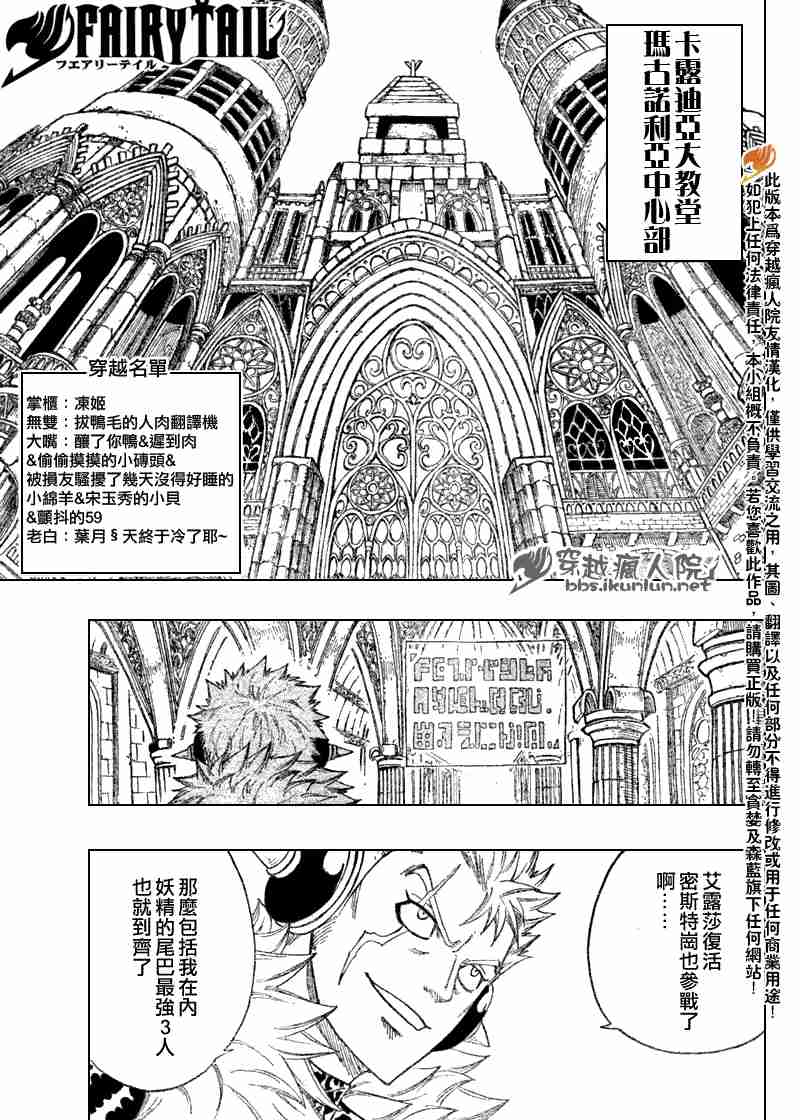 FAIRY TAIL
フェアリーテイル
卡露迪亞大教堂
瑪古諾利亞中心部
此版本爲穿越瘋人院友情漢化，僅供學習交流之用，其圖、翻譯以及任何部分不得進行修改或用于任何商業用途！
如犯上任何法律責任，本小組概不負責。若您喜歡此作品，請購買正版!!請勿轉至貪婪及森藍旗下任何網站！
穿越名單
掌櫃：凍姬
無雙：拔鴨毛的人肉翻譯機
大嘴：釀了你鴨&遲到肉
&偷偷摸摸的小磚頭&
被損友騷擾了幾天沒得好睡的
小綿羊&宋玉秀的小貝
&顫抖的59
老白：葉月§天終于冷了耶~
穿越瘋人院
bbs.ikunlun.net
艾露莎復活
密斯特崗也參戰了
啊……
那麼包括我在內
妖精的尾巴最強3人
也就到齊了